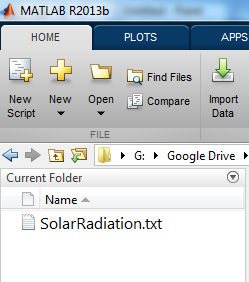 MATLAB R2013b
HOME PLOTS APPS
New Script New Open Find Files Compare Import Data
FILE
G: Google Drive
Current Folder
Name
SolarRadiation.txt